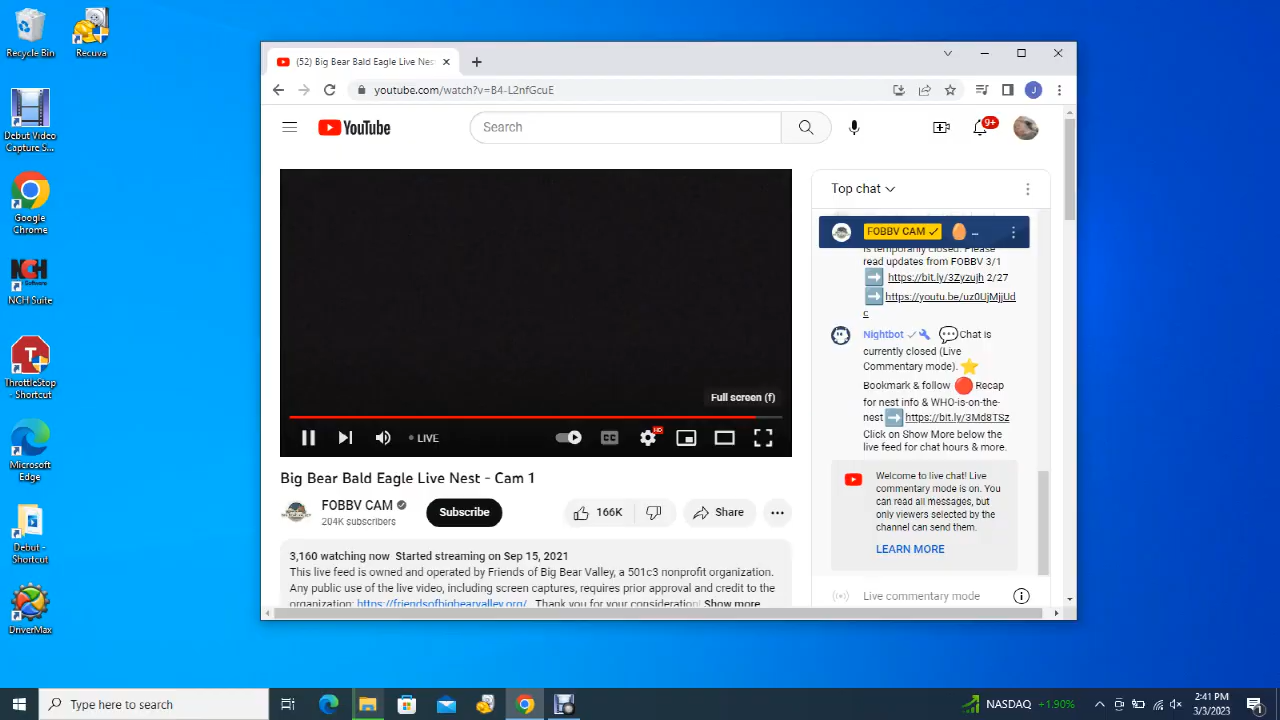 Recycle Bin
Recuva
Debut Video
Capture S...
Google
Chrome
NCH Suite
ThrottleStop
- Shortcut
Microsoft
Edge
Debut -
Shortcut
DriverMax
(52) Big Bear Bald Eagle Live Nes
youtube.com/watch?v=B4-L2nfGcuE
J
YouTube
Search
9+
Full screen (f)
LIVE
CC
HD
Big Bear Bald Eagle Live Nest - Cam 1
FOBBV CAM
204K subscribers
Subscribe
166K
Share
3,160 watching now Started streaming on Sep 15, 2021
This live feed is owned and operated by Friends of Big Bear Valley, a 501c3 nonprofit organization.
Any public use of the live video, including screen captures, requires prior approval and credit to the
organization: https://friendsofbigbearvalley.org/ . Thank you for your consideration! Show more
Top chat
FOBBV CAM ...
is temporarily closed. Please
read updates from FOBBV 3/1
https://bit.ly/3Zyzujh 2/27
https://youtu.be/uz0UjMjjUd
c
Nightbot Chat is
currently closed (Live
Commentary mode).
Bookmark & follow Recap
for nest info & WHO-is-on-the-
nest https://bit.ly/3Md8TSz
Click on Show More below the
live feed for chat hours & more.
Welcome to live chat! Live
commentary mode is on. You
can read all messages, but
only viewers selected by the
channel can send them.
LEARN MORE
Live commentary mode
Type here to search
NASDAQ +1.90%
2:41 PM
3/3/2023
1